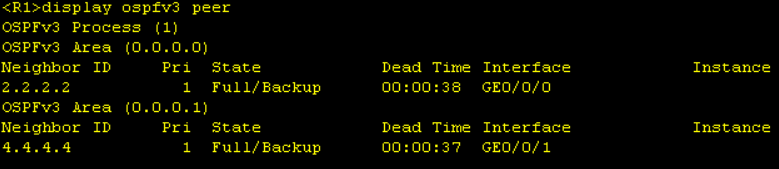 <R1>display ospfv3 peer
OSPFv3 Process (1)
OSPFv3 Area (0.0.0.0)
Neighbor ID     Pri  State            Dead Time Interface            Instance
2.2.2.2           1  Full/Backup      00:00:38  GE0/0/0
OSPFv3 Area (0.0.0.1)
Neighbor ID     Pri  State            Dead Time Interface            Instance
4.4.4.4           1  Full/Backup      00:00:37  GE0/0/1